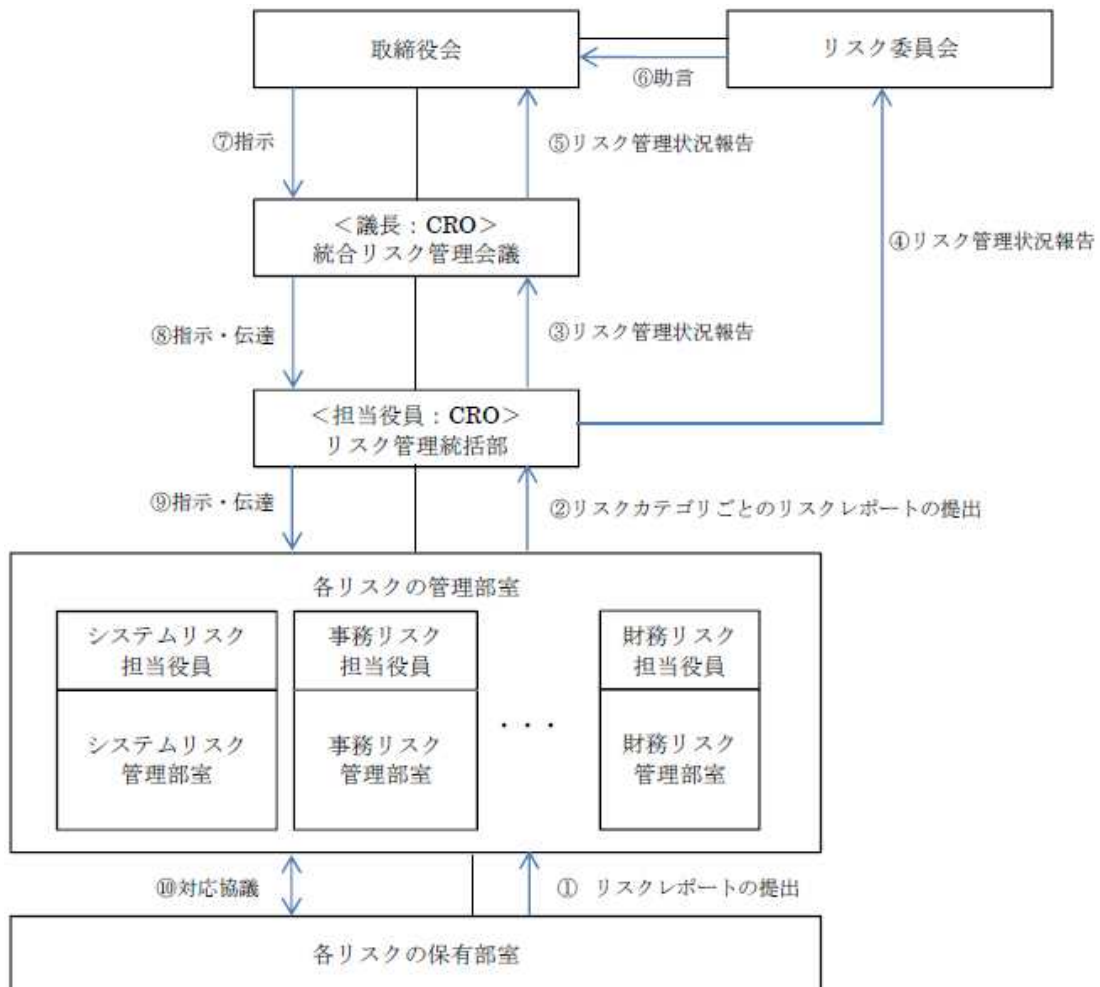 取締役会
リスク委員会
⑥助言
⑦指示
⑤リスク管理状況報告
＜議長：CRO＞
統合リスク管理会議
④リスク管理状況報告
⑧指示・伝達
③リスク管理状況報告
＜担当役員：CRO＞
リスク管理統括部
⑨指示・伝達
②リスクカテゴリごとのリスクレポートの提出
各リスクの管理部室
システムリスク
担当役員
事務リスク
担当役員
財務リスク
担当役員
システムリスク
管理部室
事務リスク
管理部室
・・・
財務リスク
管理部室
⑩対応協議
① リスクレポートの提出
各リスクの保有部室